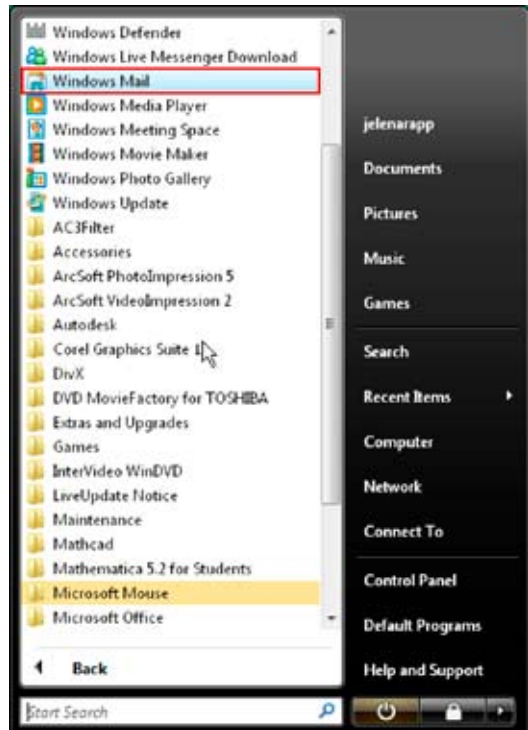 Windows Defender
Windows Live Messenger Download
Windows Mail
Windows Media Player
Windows Meeting Space
Windows Movie Maker
Windows Photo Gallery
Windows Update
AC3Filter
Accessories
ArcSoft PhotoImpression 5
ArcSoft VideoImpression 2
Autodesk
Corel Graphics Suite
DivX
DVD MovieFactory for TOSHIBA
Extras and Upgrades
Games
InterVideo WinDVD
LiveUpdate Notice
Maintenance
Mathcad
Mathematica 5.2 for Students
Microsoft Mouse
Microsoft Office
Back
Start Search
jelenarapp
Documents
Pictures
Music
Games
Search
Recent Items
Computer
Network
Connect To
Control Panel
Default Programs
Help and Support